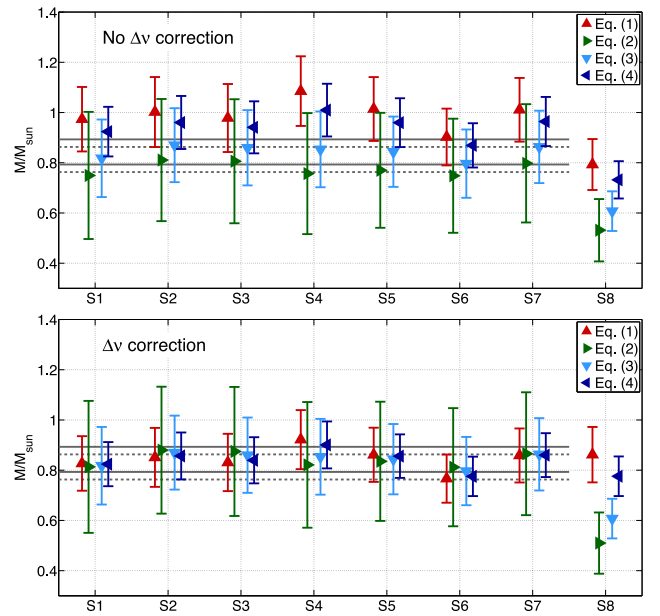 1.4
No Δν correction
Eq. (1)
Eq. (2)
Eq. (3)
Eq. (4)
1.2
1
0.8
0.6
0.4
M/M_sun
S1 S2 S3 S4 S5 S6 S7 S8
1.4
Δν correction
Eq. (1)
Eq. (2)
Eq. (3)
Eq. (4)
1.2
1
0.8
0.6
0.4
M/M_sun
S1 S2 S3 S4 S5 S6 S7 S8